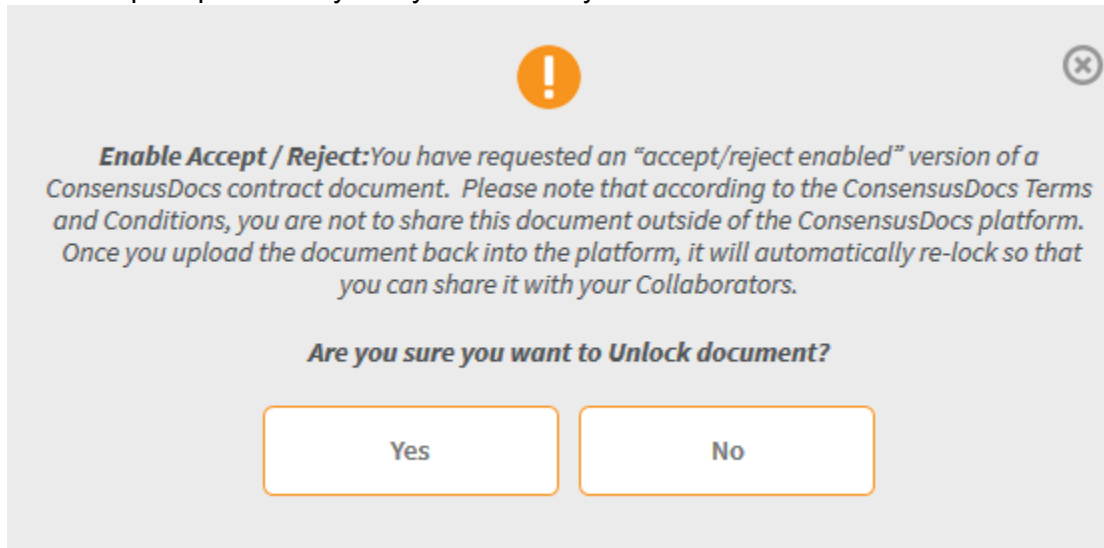 Enable Accept / Reject:You have requested an “accept/reject enabled” version of a
ConsensusDocs contract document. Please note that according to the ConsensusDocs Terms
and Conditions, you are not to share this document outside of the ConsensusDocs platform.
Once you upload the document back into the platform, it will automatically re-lock so that
you can share it with your Collaborators.
Are you sure you want to Unlock document?
Yes No